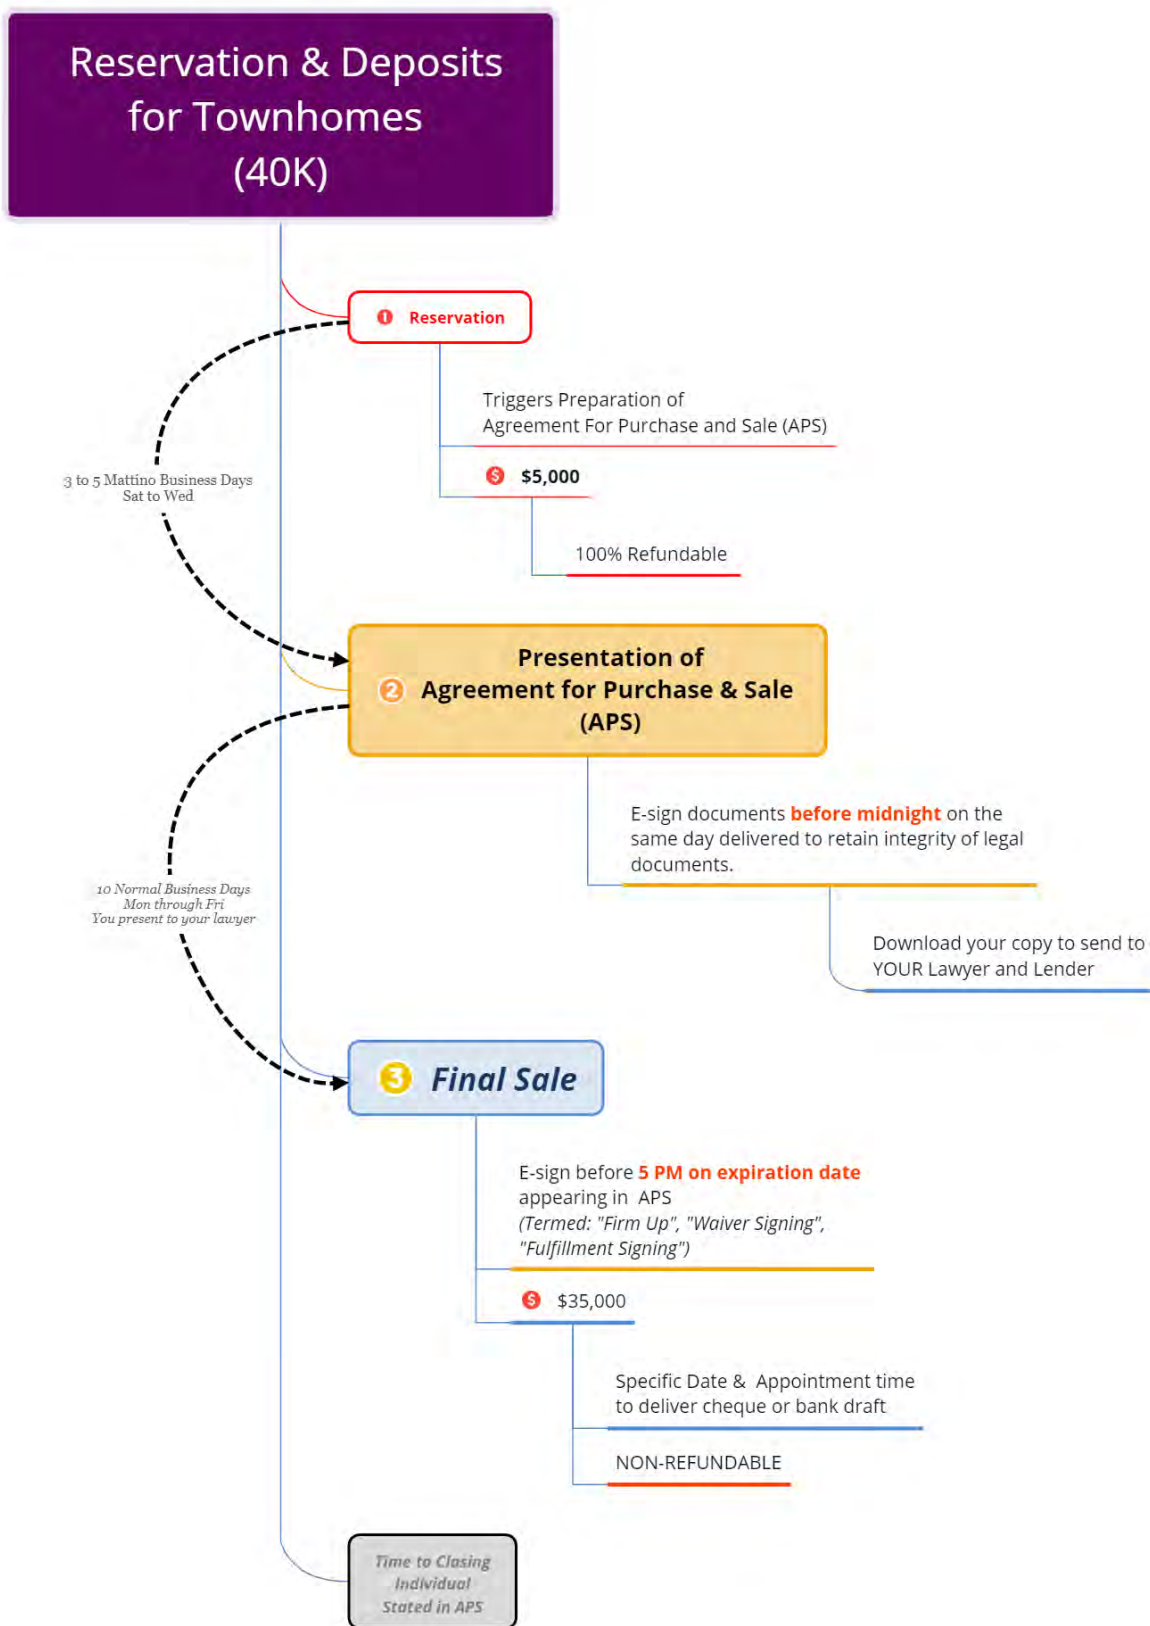 Reservation & Deposits
for Townhomes
(40K)
1 Reservation
Triggers Preparation of
Agreement For Purchase and Sale (APS)
$ $5,000
3 to 5 Mattino Business Days
Sat to Wed
100% Refundable
Presentation of
2 Agreement for Purchase & Sale
(APS)
E-sign documents before midnight on the
same day delivered to retain integrity of legal
documents.
10 Normal Business Days
Mon through Fri
You present to your lawyer
Download your copy to send to
YOUR Lawyer and Lender
3 Final Sale
E-sign before 5 PM on expiration date
appearing in APS
(Termed: "Firm Up", "Waiver Signing",
"Fulfillment Signing")
$ $35,000
Specific Date & Appointment time
to deliver cheque or bank draft
NON-REFUNDABLE
Time to Closing
Individual
Stated in APS